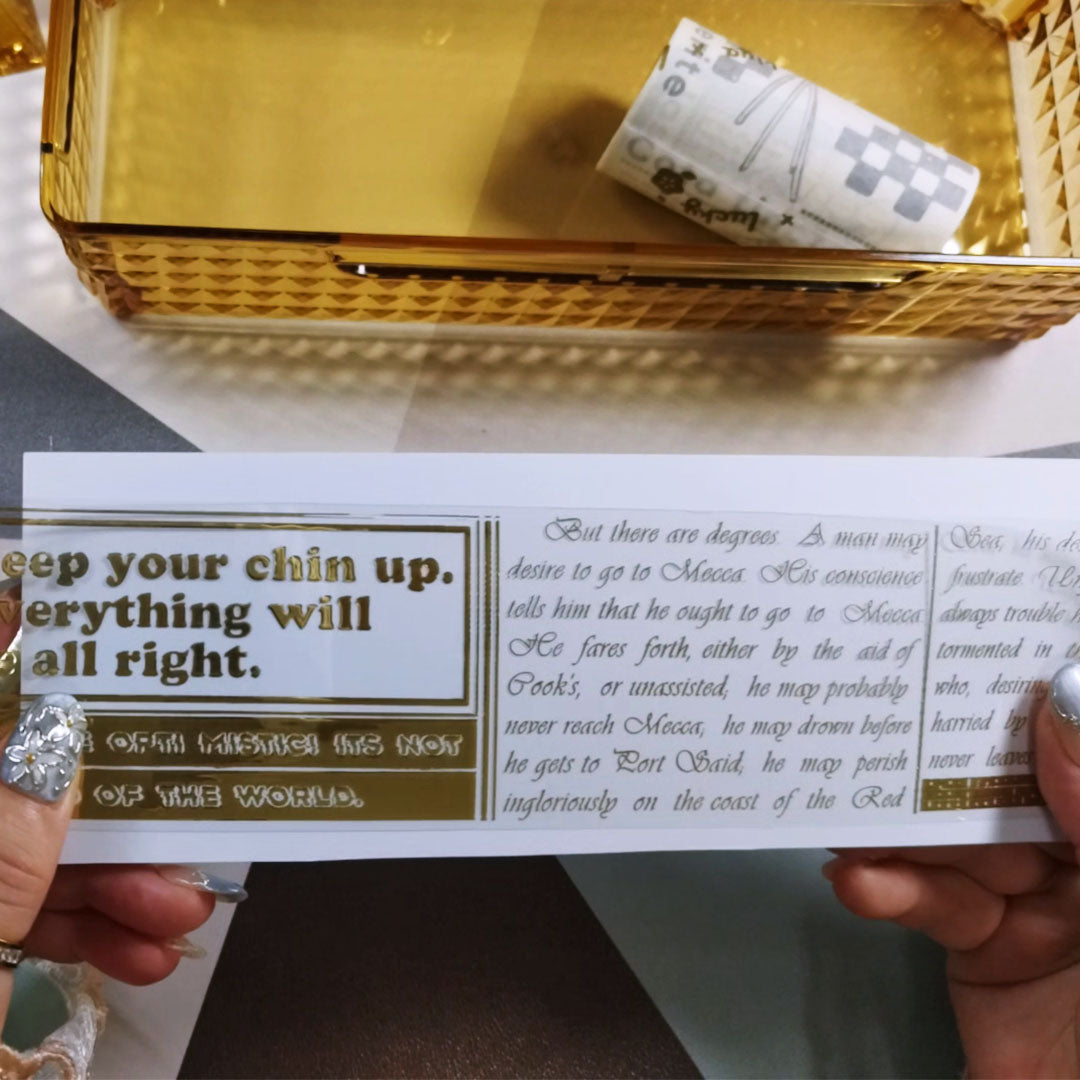 lucky
eep your chin up.
verything will
all right.
OPTI MISTIC! ITS NOT
OF THE WORLD.
But there are degrees. A man may
desire to go to Mecca. His conscience
tells him that he ought to go to Mecca.
He fares forth, either by the aid of
Cook's, or unassisted; he may probably
never reach Mecca; he may drown before
he gets to Port Said; he may perish
ingloriously on the coast of the Red
Sea; his de
frustrate.
always trouble
tormented in
who, desiring
harried by
never leaves